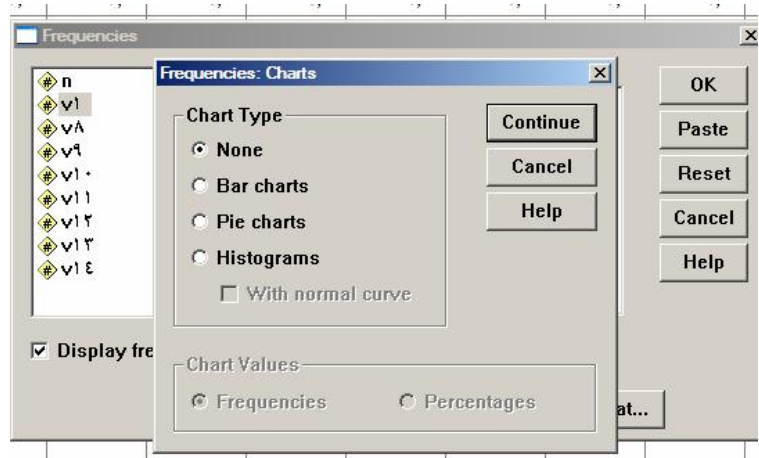 Frequencies
n
v١
v٨
v٩
v١٠
v١١
v١٢
v١٣
v١٤
Display fre
Frequencies: Charts
Chart Type
None
Bar charts
Pie charts
Histograms
With normal curve
Chart Values
Frequencies Percentages
Continue
Cancel
Help
OK
Paste
Reset
Cancel
Help
at...